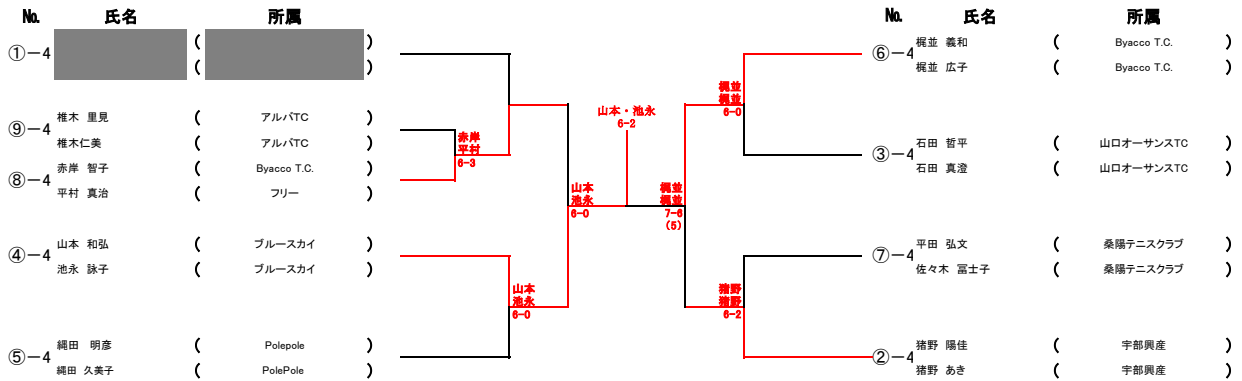 No. 氏名 所属
①-4 ( )
( )
⑨-4 椎木 里見 ( アルパTC )
椎木仁美 ( アルパTC )
⑧-4 赤岸 智子 ( Byacco T.C. )
平村 真治 ( フリー )
④-4 山本 和弘 ( ブルースカイ )
池永 詠子 ( ブルースカイ )
⑤-4 縄田 明彦 ( Polepole )
縄田 久美子 ( PolePole )
赤岸
平村
6-3
山本
池永
6-0
山本
池永
6-0
山本・池永
6-2
梶並
梶並
7-6
(5)
梶並
梶並
6-0
猪野
猪野
6-2
No. 氏名 所属
⑥-4 梶並 義和 ( Byacco T.C. )
梶並 広子 ( Byacco T.C. )
③-4 石田 哲平 ( 山口オーサンスTC )
石田 真澄 ( 山口オーサンスTC )
⑦-4 平田 弘文 ( 桑陽テニスクラブ )
佐々木 冨士子 ( 桑陽テニスクラブ )
②-4 猪野 陽佳 ( 宇部興産 )
猪野 あき ( 宇部興産 )